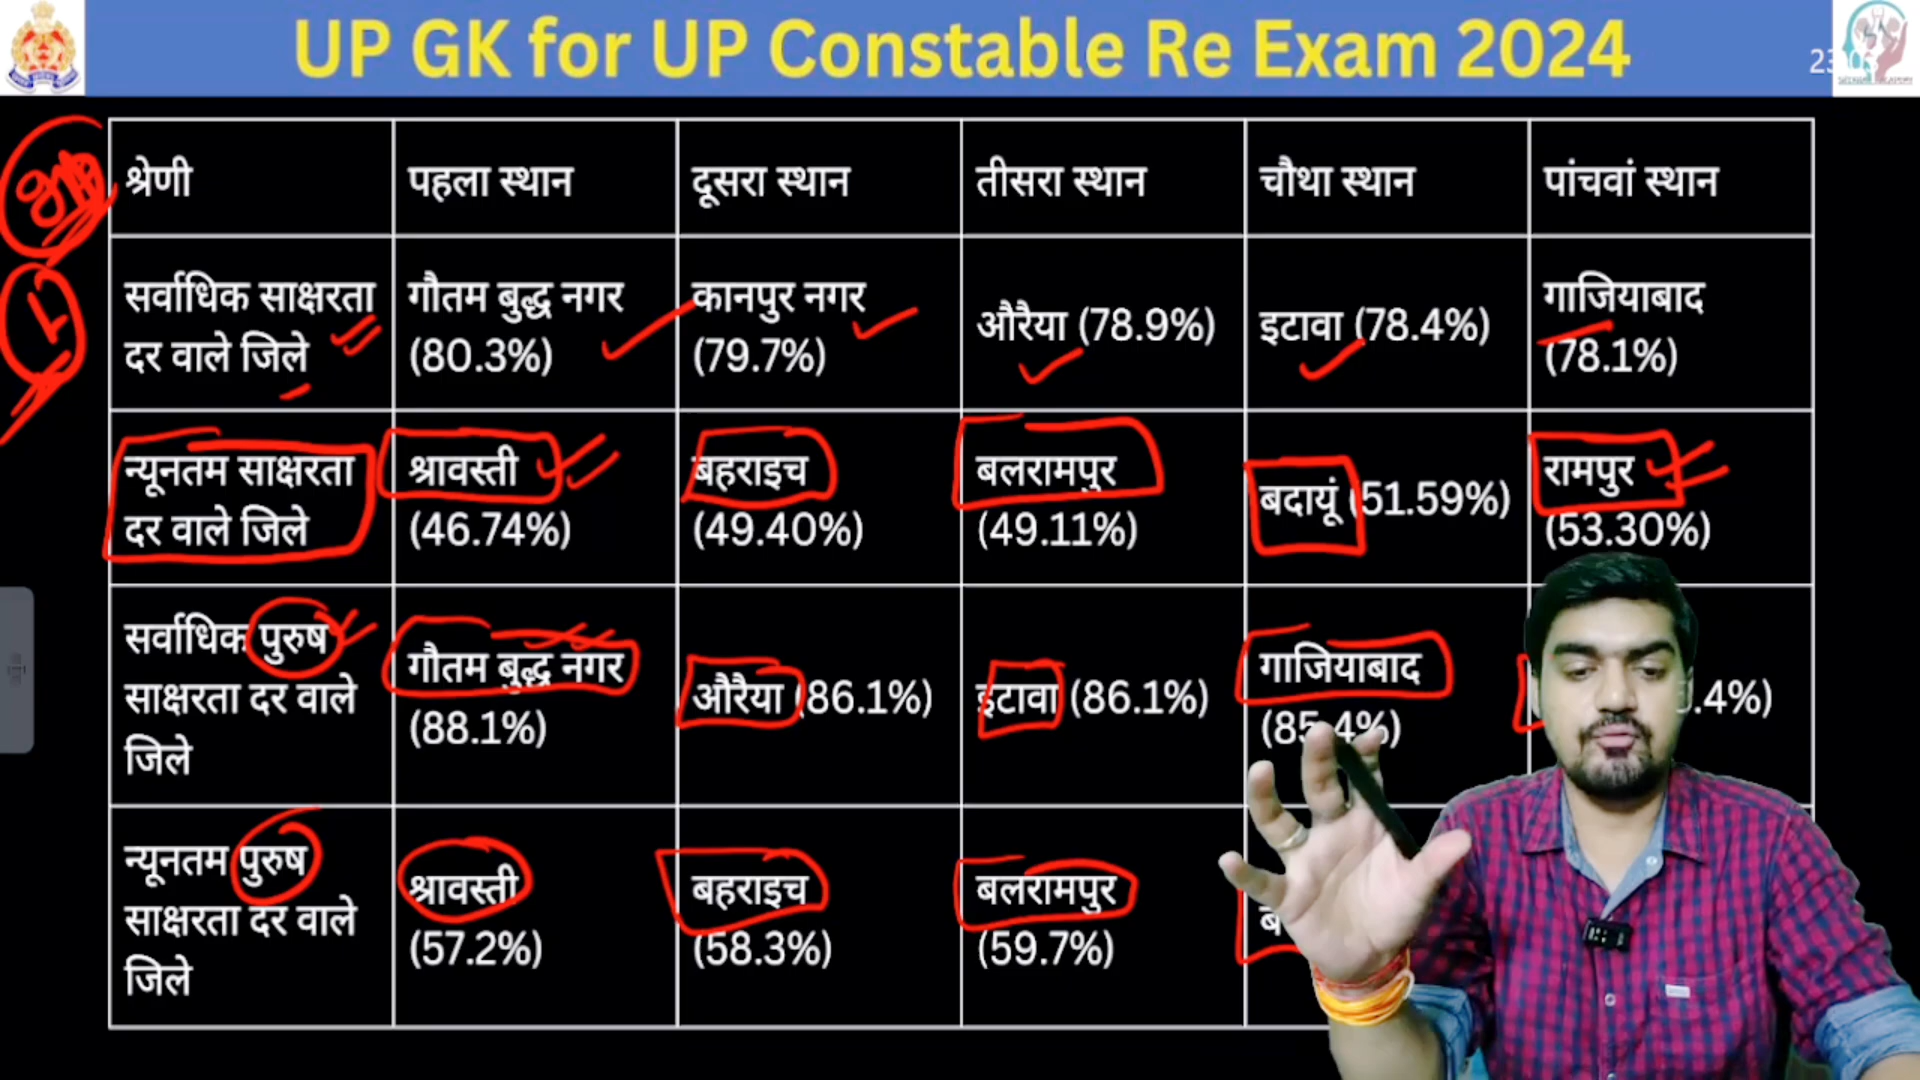 UP GK for UP Constable Re Exam 2024
श्रेणी
पहला स्थान
दूसरा स्थान
तीसरा स्थान
चौथा स्थान
पांचवां स्थान
सर्वाधिक साक्षरता
दर वाले जिले
गौतम बुद्ध नगर
(80.3%)
कानपुर नगर
(79.7%)
औरैया (78.9%)
इटावा (78.4%)
गाजियाबाद
(78.1%)
न्यूनतम साक्षरता
दर वाले जिले
श्रावस्ती
(46.74%)
बहराइच
(49.40%)
बलरामपुर
(49.11%)
बदायूं (51.59%)
रामपुर
(53.30%)
सर्वाधिक पुरुष
साक्षरता दर वाले
जिले
गौतम बुद्ध नगर
(88.1%)
औरैया (86.1%)
इटावा (86.1%)
गाजियाबाद
(85.4%)
.4%)
न्यूनतम पुरुष
साक्षरता दर वाले
जिले
श्रावस्ती
(57.2%)
बहराइच
(58.3%)
बलरामपुर
(59.7%)